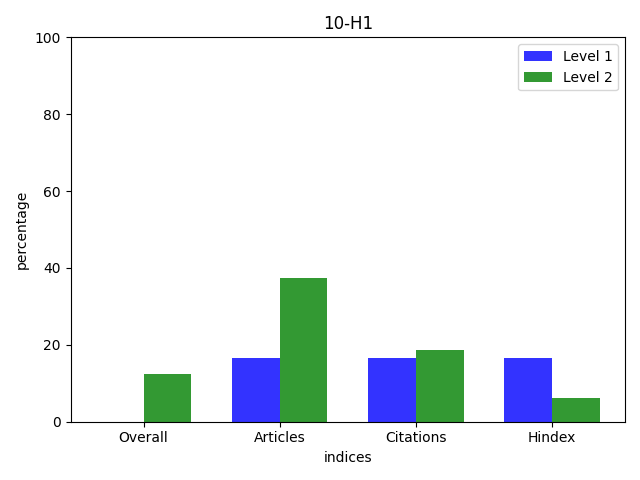 10-H1
100
80
60
40
20
0
percentage
Level 1
Level 2
Overall Articles Citations Hindex
indices